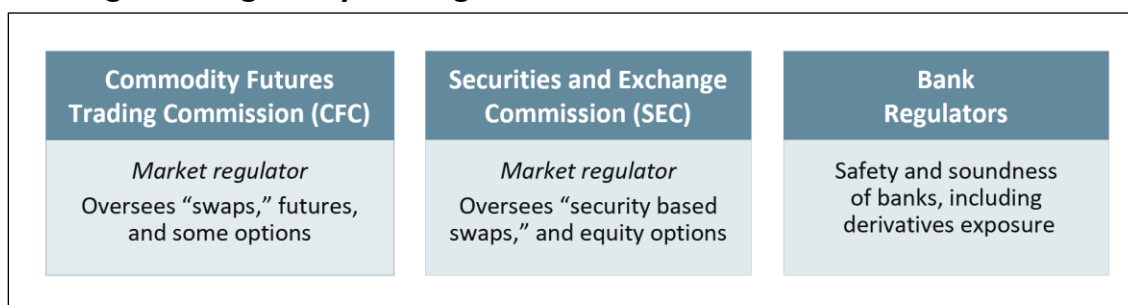 Commodity Futures
Trading Commission (CFC)
Market regulator
Oversees “swaps,” futures,
and some options
Securities and Exchange
Commission (SEC)
Market regulator
Oversees “security based
swaps,” and equity options
Bank
Regulators
Safety and soundness
of banks, including
derivatives exposure